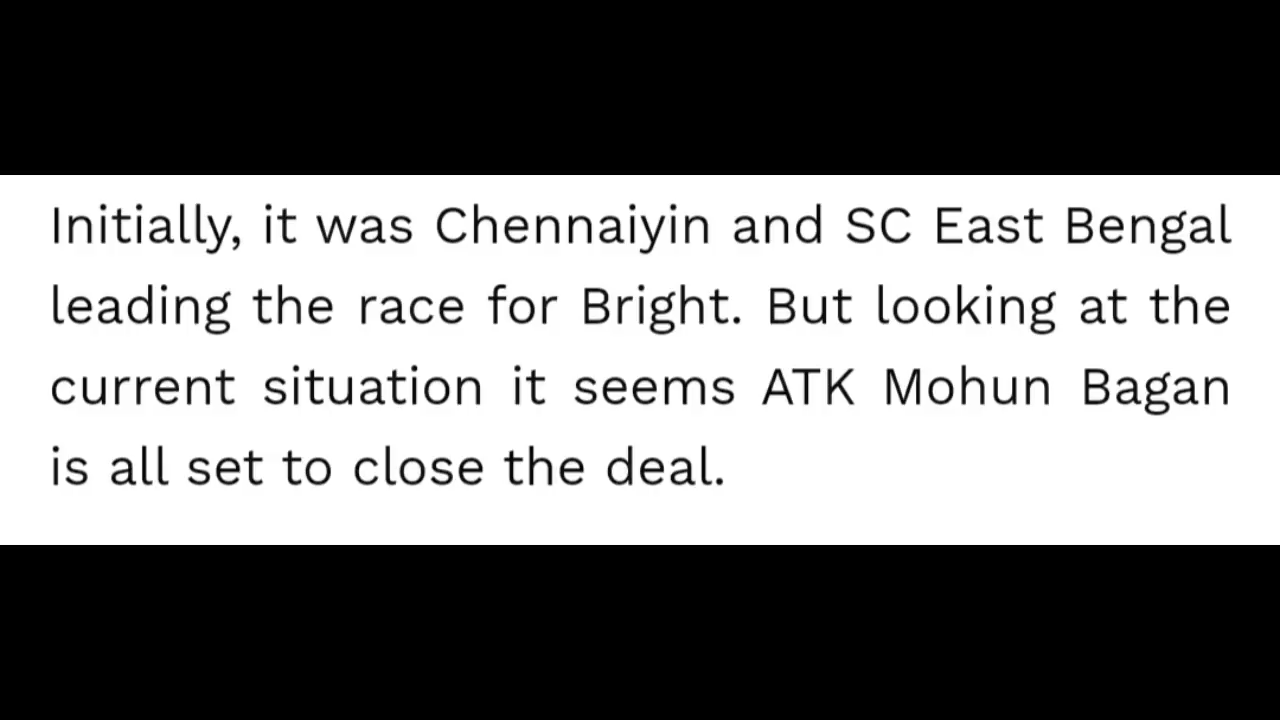 Initially, it was Chennaiyin and SC East Bengal
leading the race for Bright. But looking at the
current situation it seems ATK Mohun Bagan
is all set to close the deal.